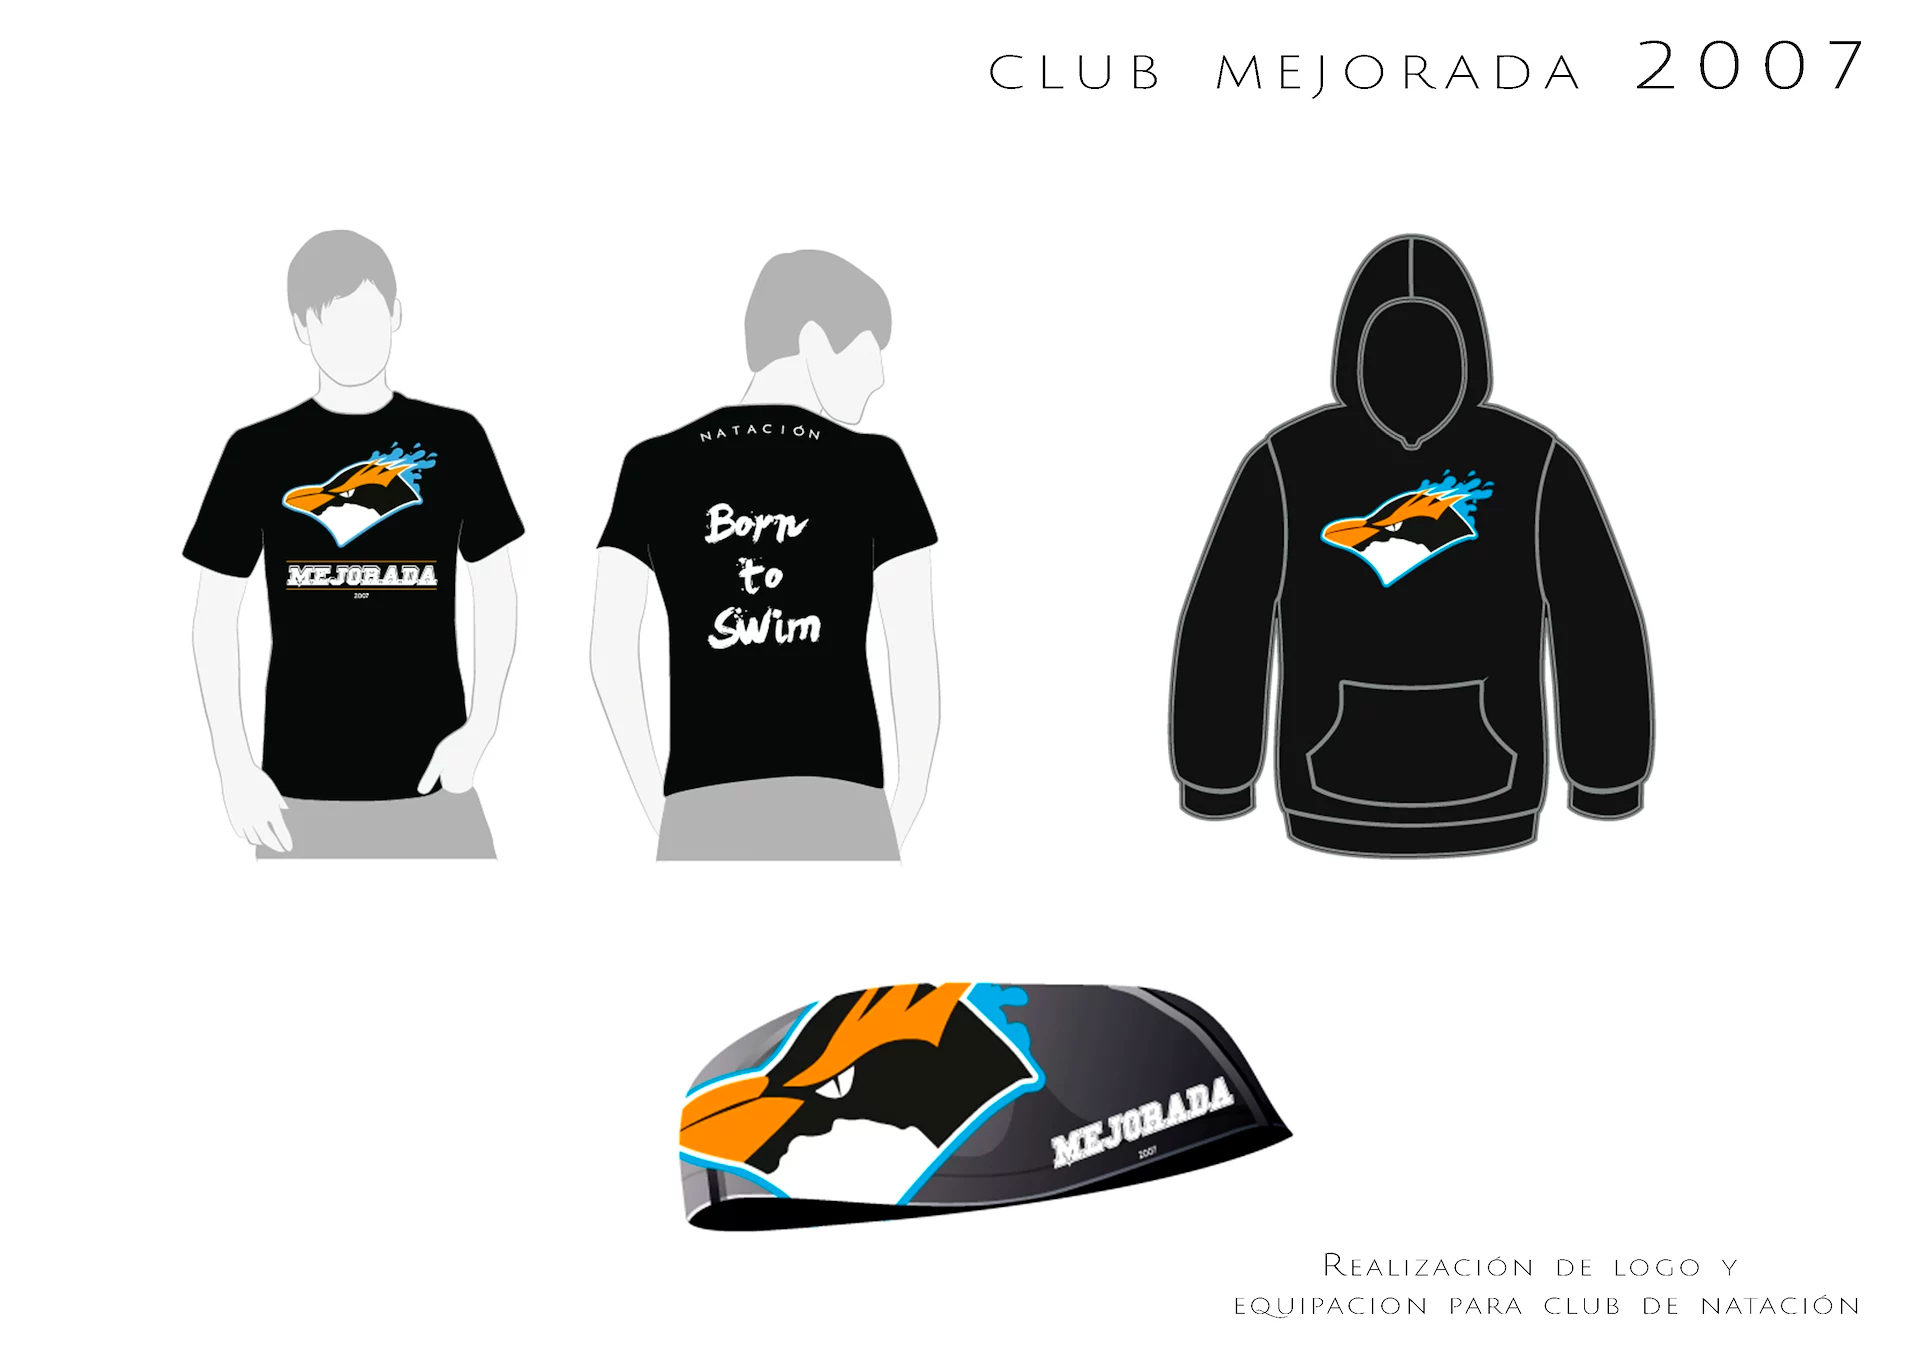 CLUB MEJORADA 2007
MEJORADA
2007
NATACIÓN
Born
to
Swim
MEJORADA
2007
REALIZACIÓN DE LOGO Y
EQUIPACION PARA CLUB DE NATACIÓN